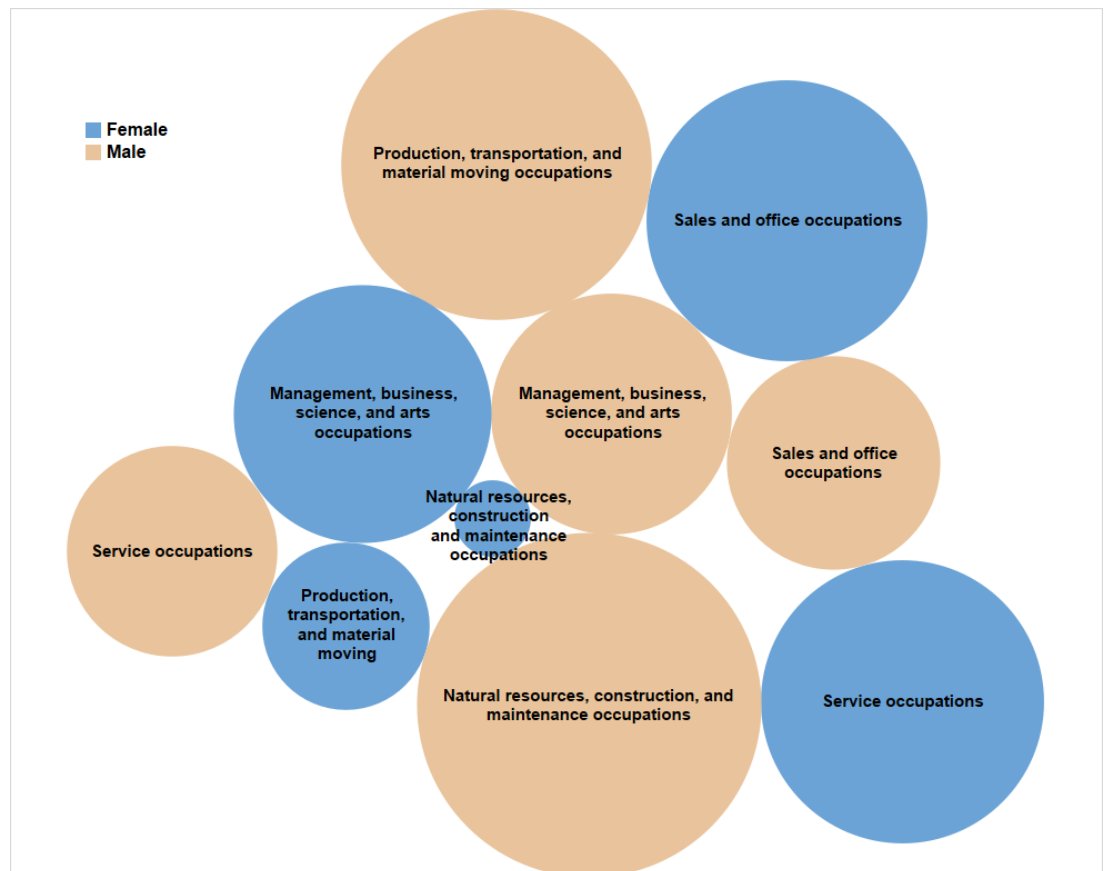 Female
Male
Production, transportation, and
material moving occupations
Sales and office occupations
Management, business,
science, and arts
occupations
Management, business,
science, and arts
occupations
Sales and office
occupations
Natural resources,
construction
and maintenance
occupations
Service occupations
Production,
transportation,
and material
moving
Natural resources, construction, and
maintenance occupations
Service occupations